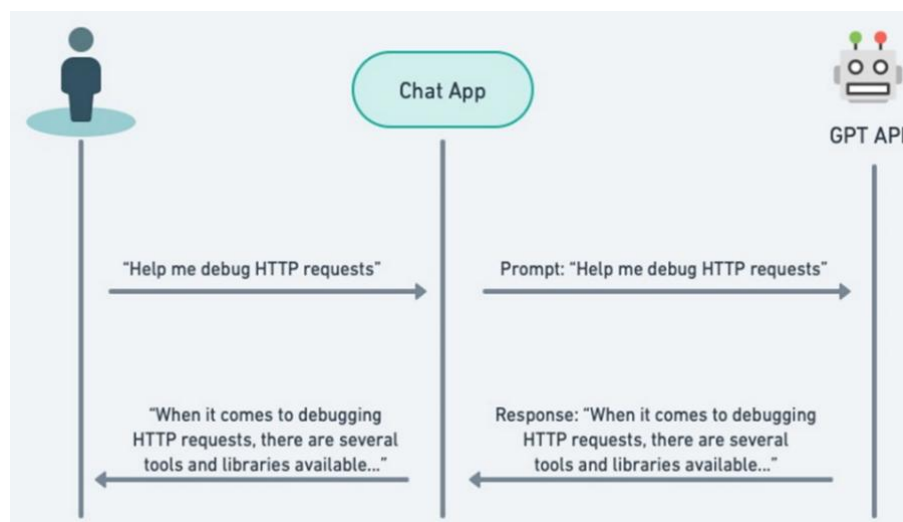 Chat App
GPT API
“Help me debug HTTP requests”
Prompt: “Help me debug HTTP requests”
“When it comes to debugging
HTTP requests, there are several
tools and libraries available...”
Response: “When it comes to debugging
HTTP requests, there are several
tools and libraries available...”